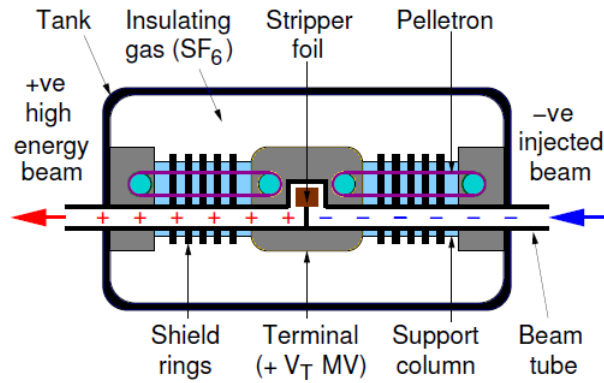 Tank
Insulating
gas (SF6)
Stripper
foil
Pelletron
+ve
high
energy
beam
−ve
injected
beam
+ + + + + + − − − − − −
Shield
rings
Terminal
(+ VT MV)
Support
column
Beam
tube